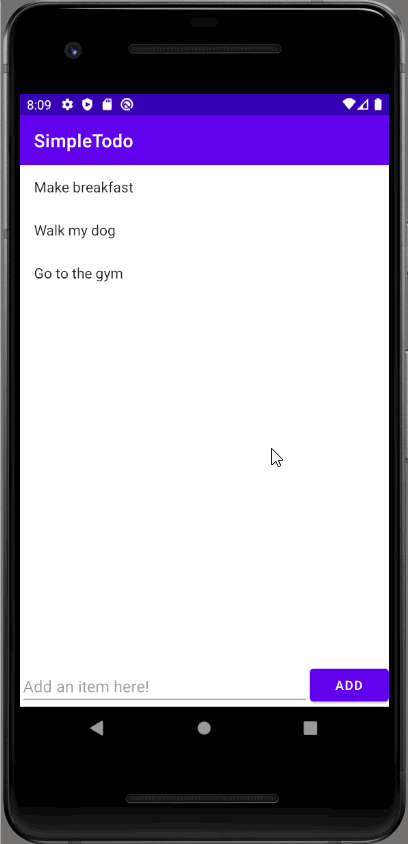 8:09
SimpleTodo
Make breakfast
Walk my dog
Go to the gym
Add an item here!
ADD